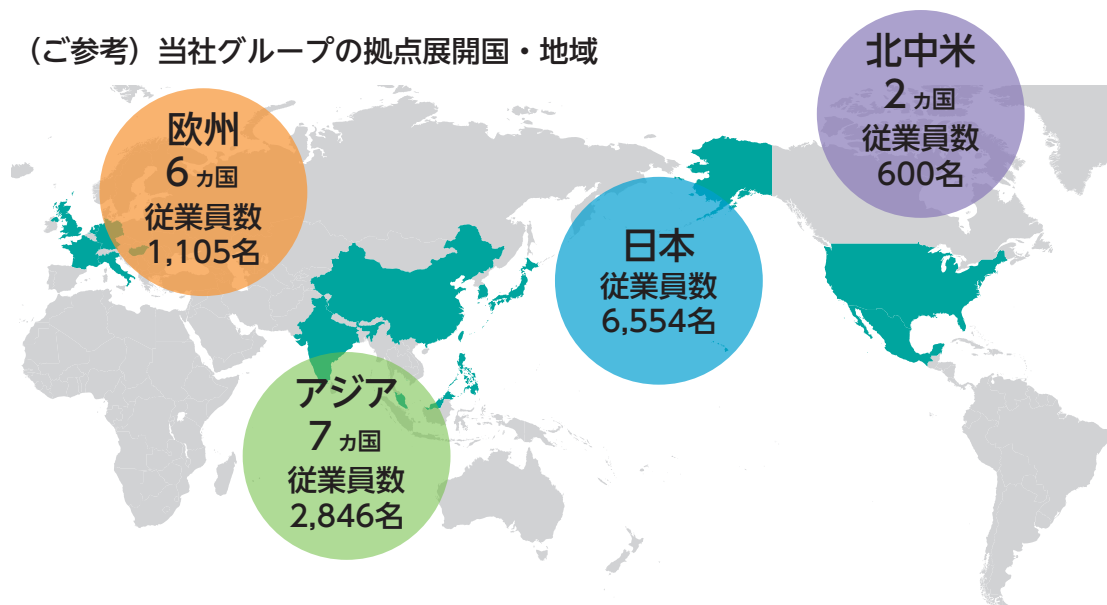 （ご参考）当社グループの拠点展開国・地域
欧州
6 ヵ国
従業員数
1,105名
アジア
7 ヵ国
従業員数
2,846名
日本
従業員数
6,554名
北中米
2 ヵ国
従業員数
600名